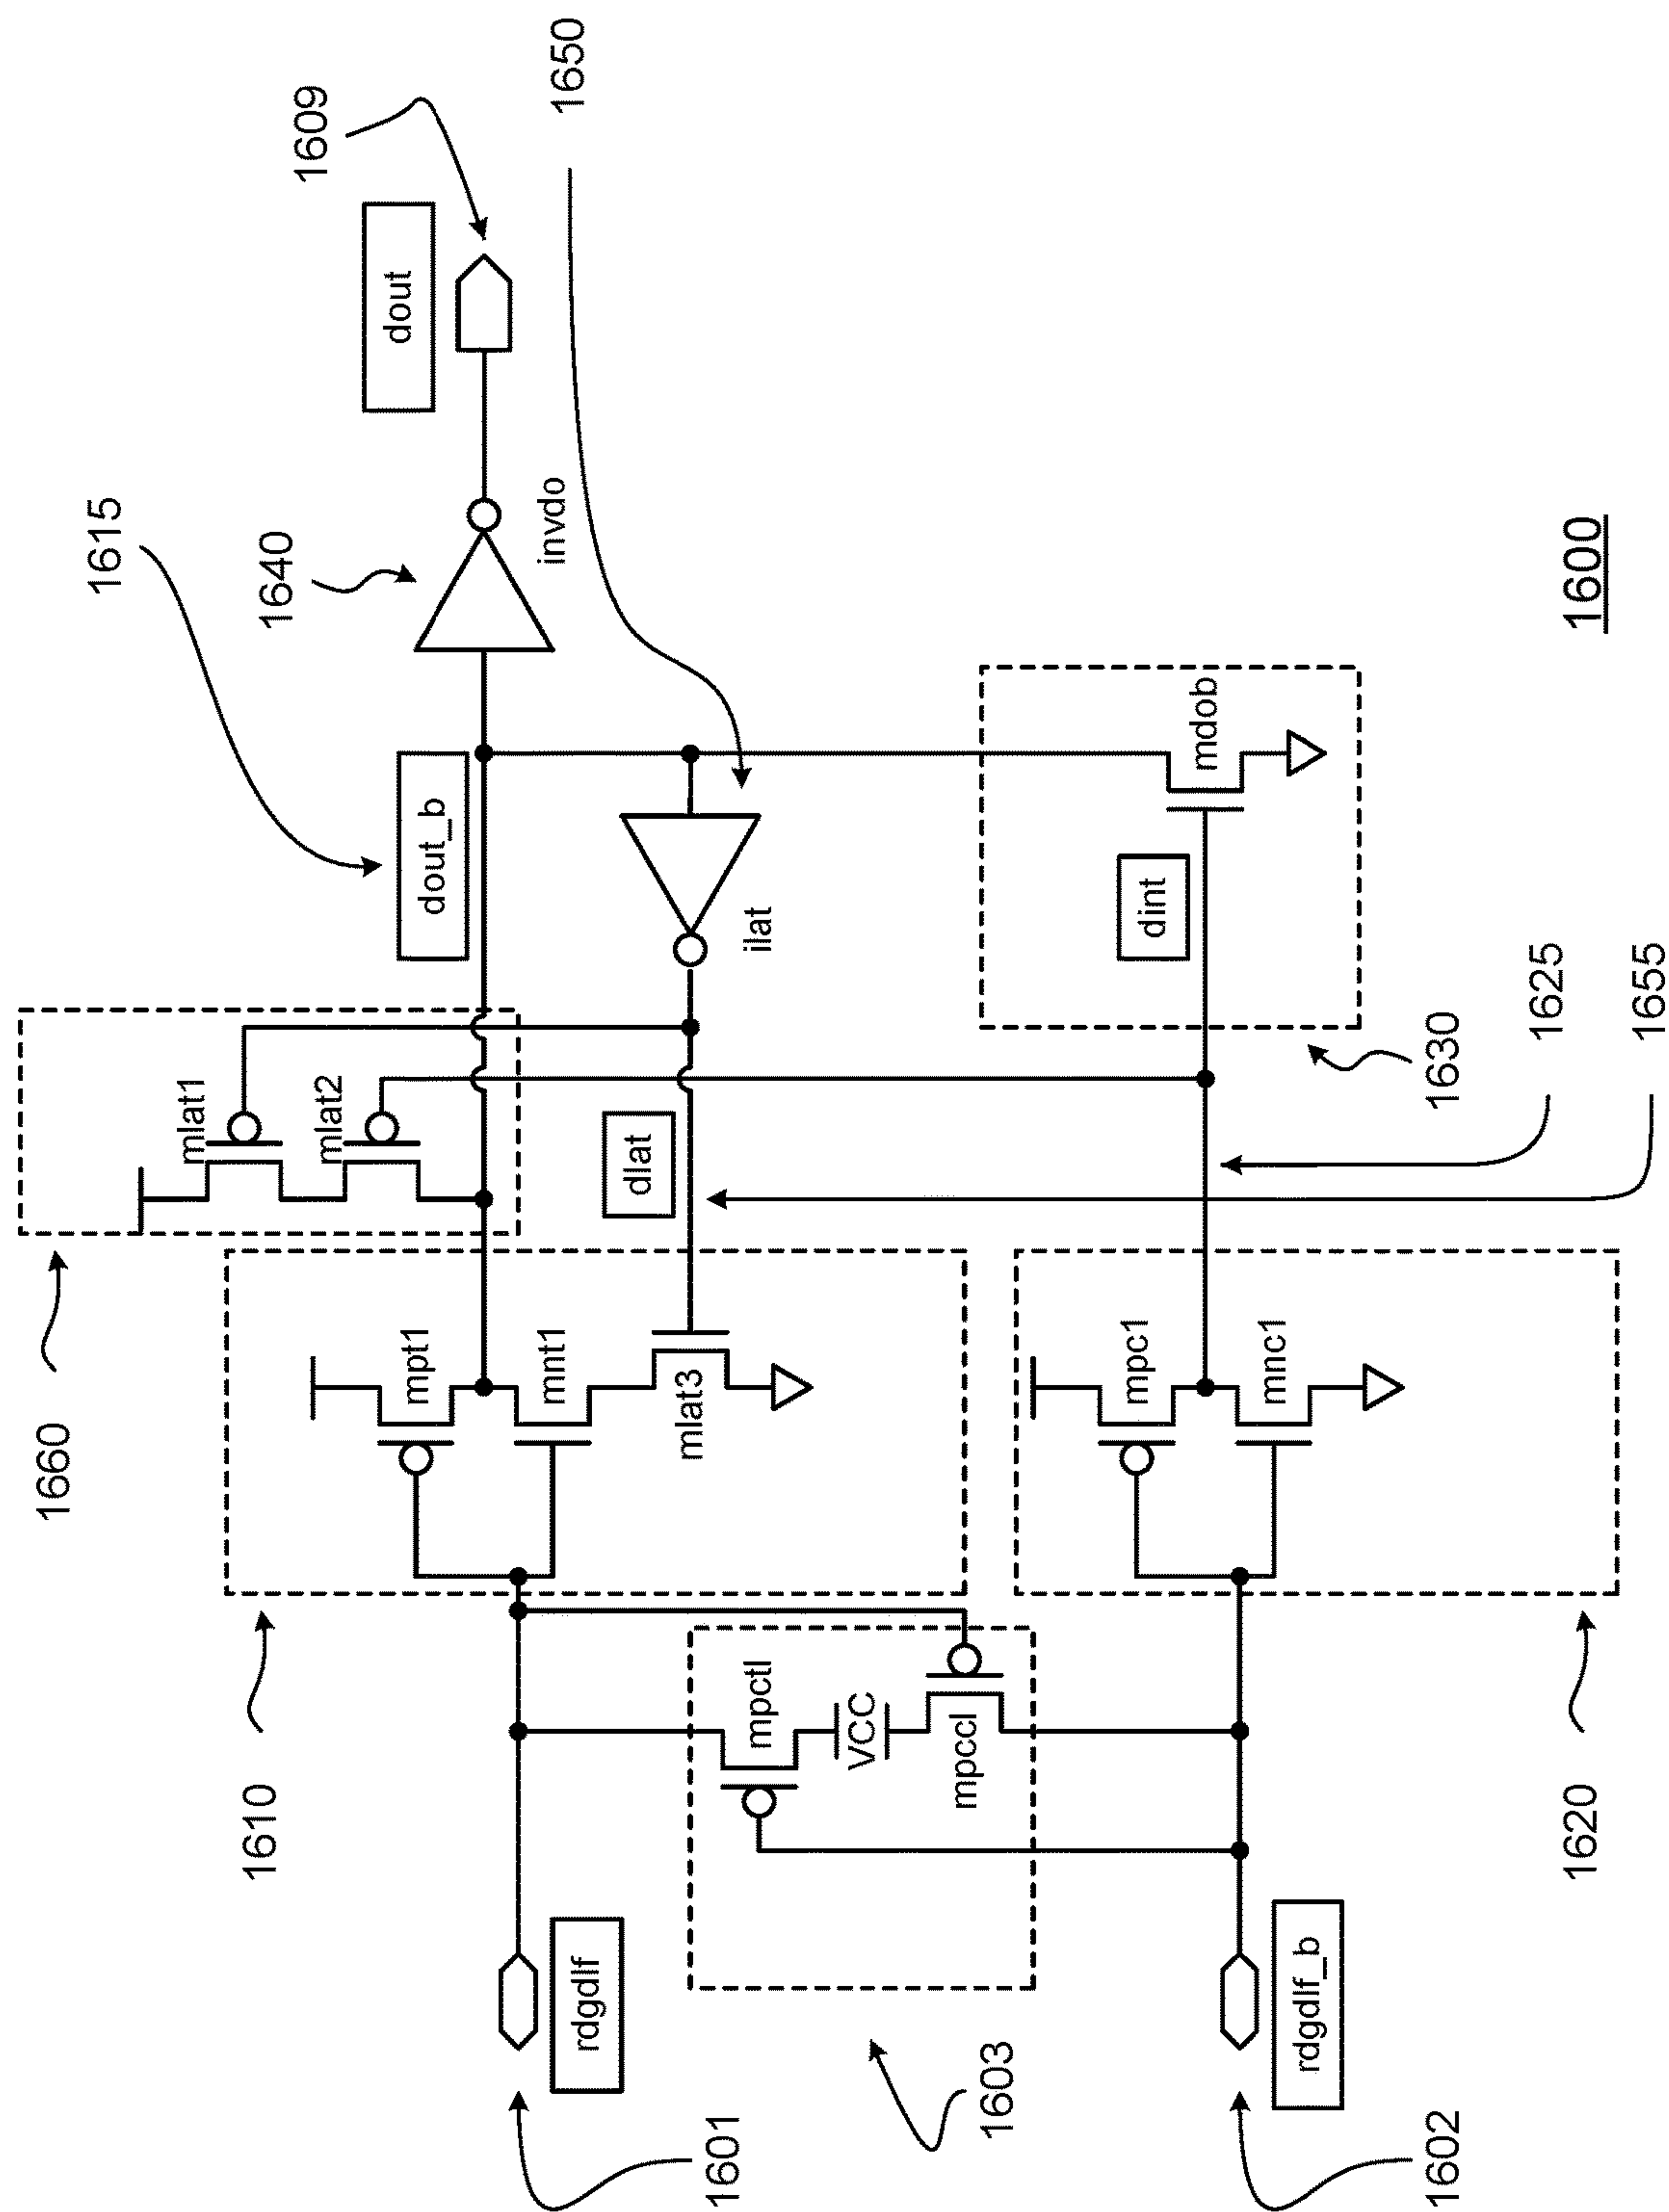 1660
mlat1
mlat2
1615
1609
dout
1640
1650
dout_b
invdo
1610
mpt1
mnt1
mlat3
dlat
ilat
1601
rdgdlf
mpctl
VCC
mpccl
1603
mpc1
mnc1
dint
mdob
1602
rdgdlf_b
1620
1630
1625
1655
1600